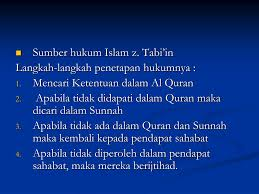 Sumber hukum Islam z. Tabi'in
Langkah-langkah penetapan hukumnya :
1. Mencari Ketentuan dalam Al Quran
2. Apabila tidak didapati dalam Quran maka
dicari dalam Sunnah
3. Apabila tidak ada dalam Quran dan Sunnah
maka kembali kepada pendapat sahabat
4. Apabila tidak diperoleh dalam pendapat
sahabat, maka mereka berijtihad.